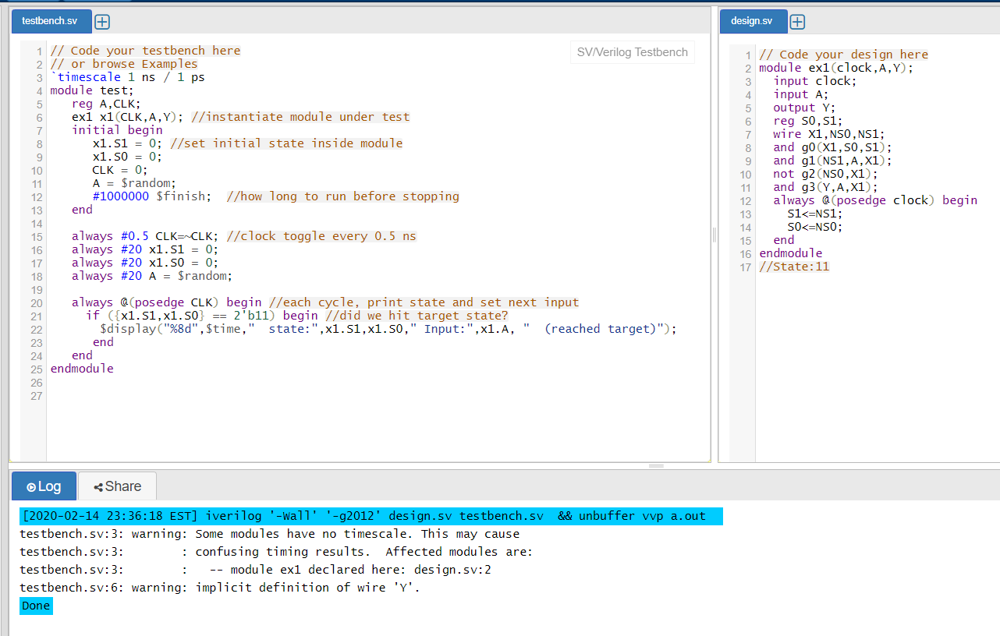 testbench.sv
SV/Verilog Testbench
1 // Code your testbench here
2 // or browse Examples
3 `timescale 1 ns / 1 ps
4 module test;
5    reg A,CLK;
6    ex1 x1(CLK,A,Y); //instantiate module under test
7    initial begin
8       x1.S1 = 0; //set initial state inside module
9       x1.S0 = 0;
10       CLK = 0;
11       A = $random;
12       #1000000 $finish;  //how long to run before stopping
13    end
14
15    always #0.5 CLK=~CLK; //clock toggle every 0.5 ns
16    always #20 x1.S1 = 0;
17    always #20 x1.S0 = 0;
18    always #20 A = $random;
19
20    always @(posedge CLK) begin //each cycle, print state and set next input
21      if ({x1.S1,x1.S0} == 2'b11) begin //did we hit target state?
22        $display("%8d",$time,"  state:",x1.S1,x1.S0," Input:",x1.A, "  (reached target)");
23       end
24    end
25 endmodule
26
27
design.sv
1 // Code your design here
2 module ex1(clock,A,Y);
3   input clock;
4   input A;
5   output Y;
6   reg S0,S1;
7   wire X1,NS0,NS1;
8   and g0(X1,S0,S1);
9   and g1(NS1,A,X1);
10   not g2(NS0,X1);
11   and g3(Y,A,X1);
12   always @(posedge clock) begin
13     S1<=NS1;
14     S0<=NS0;
15   end
16 endmodule
17 //State:11
Log
Share
[2020-02-14 23:36:18 EST] iverilog '-Wall' '-g2012' design.sv testbench.sv  && unbuffer vvp a.out
testbench.sv:3: warning: Some modules have no timescale. This may cause
testbench.sv:3:        : confusing timing results.  Affected modules are:
testbench.sv:3:        :   -- module ex1 declared here: design.sv:2
testbench.sv:6: warning: implicit definition of wire 'Y'.
Done